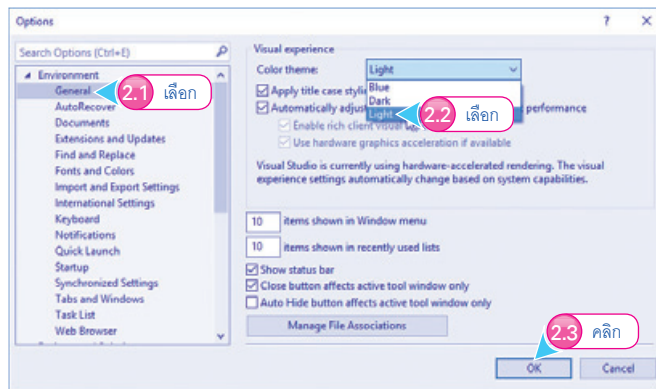 Options
Search Options (Ctrl+E)
Environment
General
AutoRecover
Documents
Extensions and Updates
Find and Replace
Fonts and Colors
Import and Export Settings
International Settings
Keyboard
Notifications
Quick Launch
Startup
Synchronized Settings
Tabs and Windows
Task List
Web Browser
2.1 เลือก
Visual experience
Color theme: Light
Blue
Dark
Light
2.2 เลือก
Apply title case styli
Automatically adjus performance
Enable rich client visual
Use hardware graphics acceleration if available
Visual Studio is currently using hardware-accelerated rendering. The visual
experience settings automatically change based on system capabilities.
10 items shown in Window menu
10 items shown in recently used lists
Show status bar
Close button affects active tool window only
Auto Hide button affects active tool window only
Manage File Associations
2.3 คลิก
OK Cancel